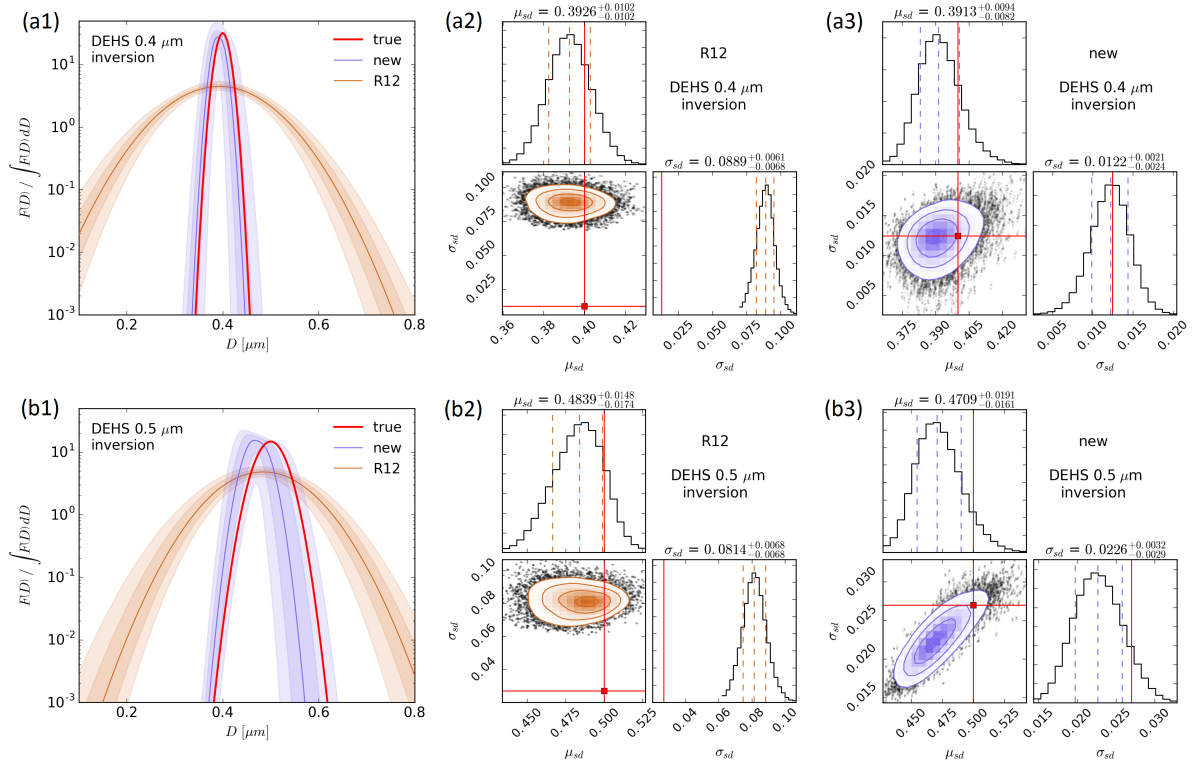 (a1)
DEHS 0.4 μm
inversion
true
new
R12
10^1
10^0
10^-1
10^-2
10^-3
F(D) / ∫ F(D) dD
0.2
0.4
0.6
0.8
D [μm]
(a2)
μ_sd = 0.3926 +0.0102 −0.0102
R12
DEHS 0.4 μm
inversion
σ_sd = 0.0889 +0.0061 −0.0068
0.100
0.075
0.050
0.025
σ_sd
0.36
0.38
0.40
0.42
μ_sd
0.025
0.050
0.075
0.100
σ_sd
(a3)
μ_sd = 0.3913 +0.0094 −0.0082
new
DEHS 0.4 μm
inversion
σ_sd = 0.0122 +0.0021 −0.0024
0.020
0.015
0.010
0.005
σ_sd
0.375
0.390
0.405
0.420
μ_sd
0.005
0.010
0.015
0.020
σ_sd
(b1)
DEHS 0.5 μm
inversion
true
new
R12
10^1
10^0
10^-1
10^-2
10^-3
F(D) / ∫ F(D) dD
0.2
0.4
0.6
0.8
D [μm]
(b2)
μ_sd = 0.4839 +0.0148 −0.0174
R12
DEHS 0.5 μm
inversion
σ_sd = 0.0814 +0.0068 −0.0068
0.10
0.08
0.06
0.04
σ_sd
0.450
0.475
0.500
0.525
μ_sd
0.04
0.06
0.08
0.10
σ_sd
(b3)
μ_sd = 0.4709 +0.0191 −0.0161
new
DEHS 0.5 μm
inversion
σ_sd = 0.0226 +0.0032 −0.0029
0.030
0.025
0.020
0.015
σ_sd
0.450
0.475
0.500
0.525
μ_sd
0.015
0.020
0.025
0.030
σ_sd